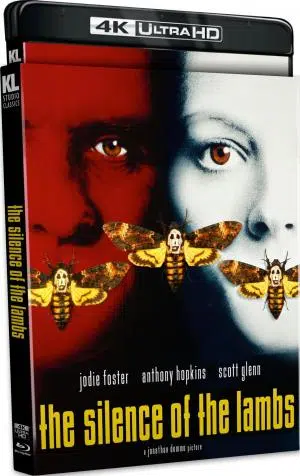 4K ULTRA HD
KL
KL
STUDIO
CLASSICS
the silence of the lambs
jodie foster anthony hopkins scott glenn
the silence of the lambs
a jonathan demme picture